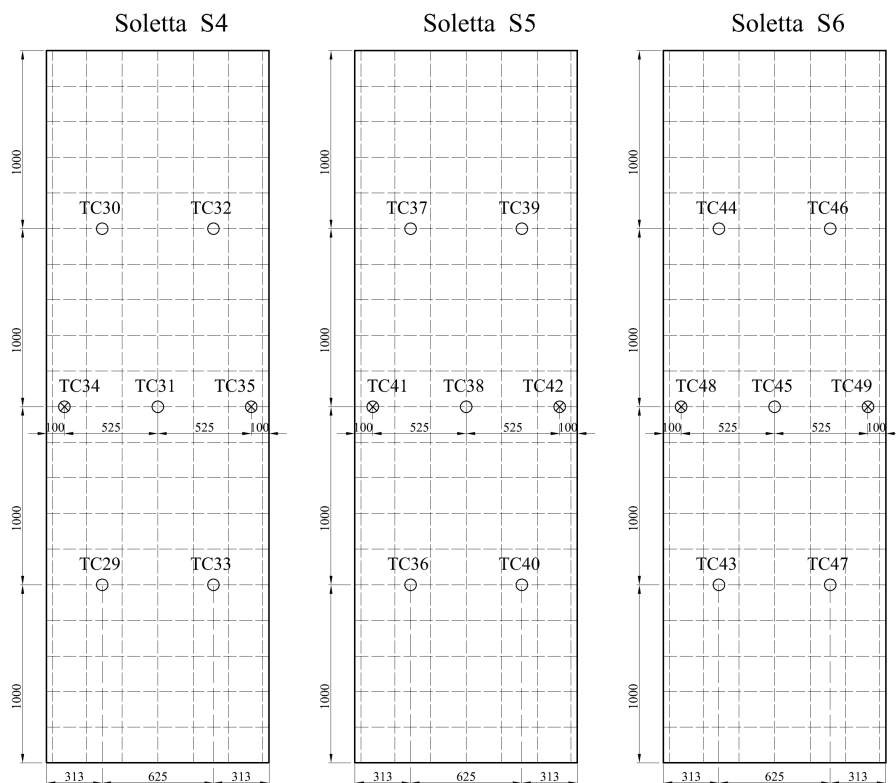 Soletta S4 Soletta S5 Soletta S6
1000 1000 1000
TC30 TC32 TC37 TC39 TC44 TC46
1000 1000 1000
TC34 TC31 TC35 TC41 TC38 TC42 TC48 TC45 TC49
100 525 525 100 100 525 525 100 100 525 525 100
1000 1000 1000
TC29 TC33 TC36 TC40 TC43 TC47
1000 1000 1000
313 625 313 313 625 313 313 625 313